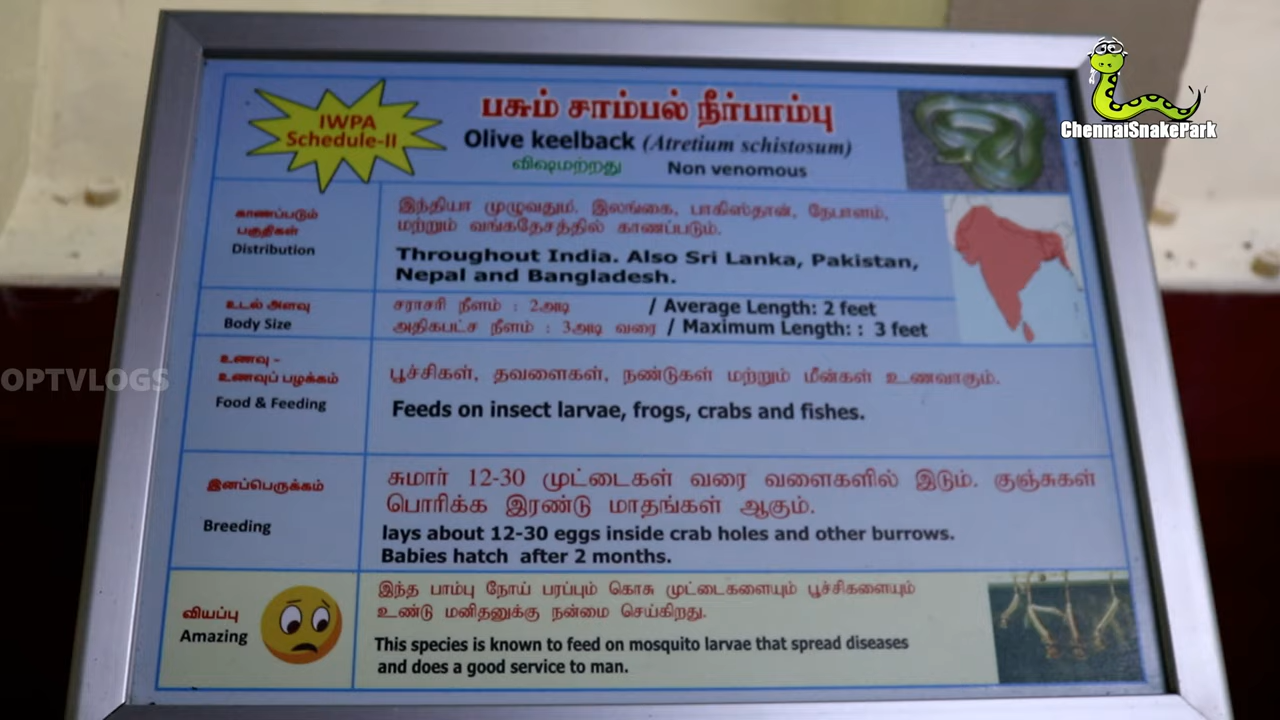 IWPA
Schedule-II
பசும் சாம்பல் நீர்பாம்பு
Olive keelback (Atretium schistosum)
விஷமற்றது Non venomous
ChennaiSnakePark
காணப்படும்
பகுதிகள்
Distribution
இந்தியா முழுவதும். இலங்கை, பாகிஸ்தான், நேபாளம்,
மற்றும் வங்கதேசத்தில் காணப்படும்.
Throughout India. Also Sri Lanka, Pakistan,
Nepal and Bangladesh.
உடல் அளவு
Body Size
சராசரி நீளம் : 2அடி / Average Length: 2 feet
அதிகபட்ச நீளம் : 3அடி வரை / Maximum Length: : 3 feet
உணவு -
உணவுப் பழக்கம்
Food & Feeding
பூச்சிகள், தவளைகள், நண்டுகள் மற்றும் மீன்கள் உணவாகும்.
Feeds on insect larvae, frogs, crabs and fishes.
OPTVLOGS
இனப்பெருக்கம்
Breeding
சுமார் 12-30 முட்டைகள் வரை வளைகளில் இடும். குஞ்சுகள்
பொரிக்க இரண்டு மாதங்கள் ஆகும்.
lays about 12-30 eggs inside crab holes and other burrows.
Babies hatch after 2 months.
வியப்பு
Amazing
இந்த பாம்பு நோய் பரப்பும் கொசு முட்டைகளையும் பூச்சிகளையும்
உண்டு மனிதனுக்கு நன்மை செய்கிறது.
This species is known to feed on mosquito larvae that spread diseases
and does a good service to man.